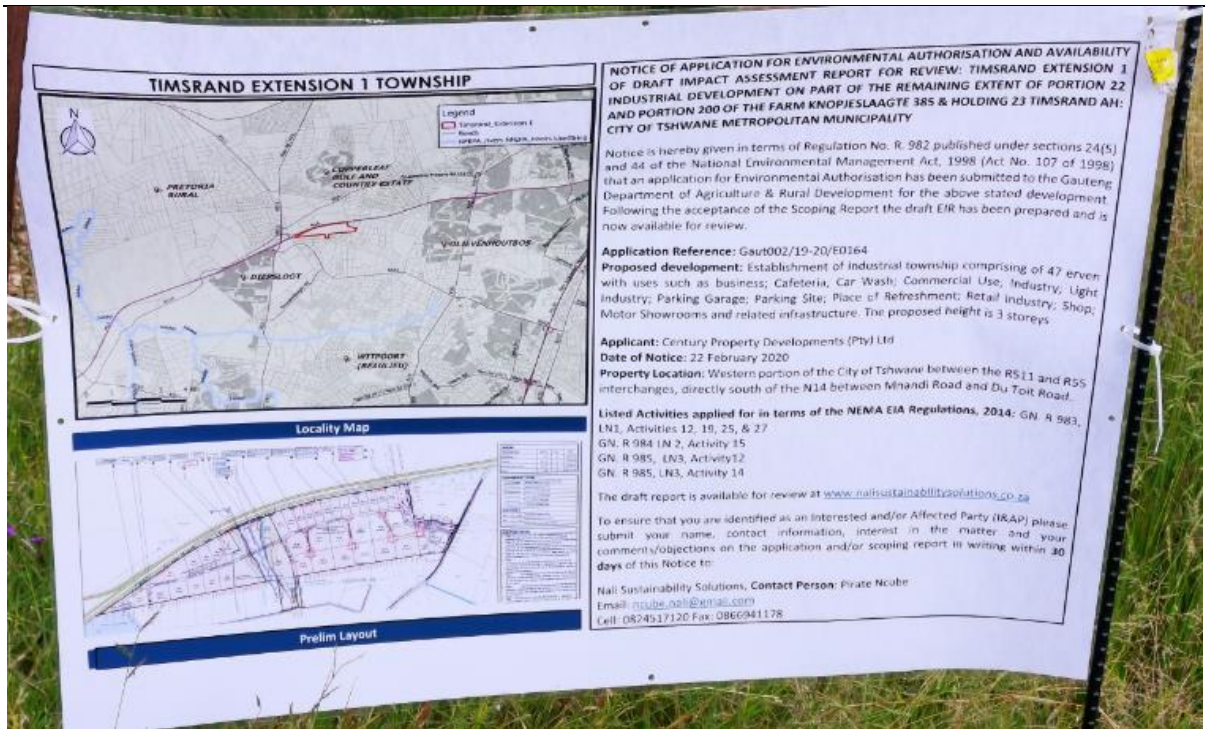 TIMSRAND EXTENSION 1 TOWNSHIP
N
Legend
Timsrand_Extension 1
Roads
COPPERLEAF
GOLF AND
COUNTRY ESTATE
PRETORIA
RURAL
OLIEVENHOUTBOS
DIEPSLOOT
WITPOORT
(BEAULIEU)
Locality Map
Prelim Layout
NOTICE OF APPLICATION FOR ENVIRONMENTAL AUTHORISATION AND AVAILABILITY
OF DRAFT IMPACT ASSESSMENT REPORT FOR REVIEW: TIMSRAND EXTENSION 1
INDUSTRIAL DEVELOPMENT ON PART OF THE REMAINING EXTENT OF PORTION 22
AND PORTION 200 OF THE FARM KNOPJESLAAGTE 385 & HOLDING 23 TIMSRAND AH:
CITY OF TSHWANE METROPOLITAN MUNICIPALITY
Notice is hereby given in terms of Regulation No. R. 982 published under sections 24(5)
and 44 of the National Environmental Management Act, 1998 (Act No. 107 of 1998)
that an application for Environmental Authorisation has been submitted to the Gauteng
Department of Agriculture & Rural Development for the above stated development.
Following the acceptance of the Scoping Report the draft EIR has been prepared and is
now available for review.
Application Reference: Gaut002/19-20/E0164
Proposed development: Establishment of industrial township comprising of 47 erven
with uses such as business; Cafeteria, Car Wash; Commercial Use, Industry, Light
Industry; Parking Garage; Parking Site; Place of Refreshment; Retail Industry; Shop;
Motor Showrooms and related infrastructure. The proposed height is 3 storeys
Applicant: Century Property Developments (Pty) Ltd
Date of Notice: 22 February 2020
Property Location: Western portion of the City of Tshwane between the R511 and R55
interchanges, directly south of the N14 between Mnandi Road and Du Toit Road.
Listed Activities applied for in terms of the NEMA EIA Regulations, 2014: GN. R 983,
LN1, Activities 12, 19, 25, & 27
GN. R 984 LN 2, Activity 15
GN. R 985, LN3, Activity12
GN. R 985, LN3, Activity 14
The draft report is available for review at www.nalisustainabilitysolutions.co.za
To ensure that you are identified as an Interested and/or Affected Party (I&AP) please
submit your name, contact information, interest in the matter and your
comments/objections on the application and/or scoping report in writing within 30
days of this Notice to:
Nali Sustainability Solutions, Contact Person: Pirate Ncube
Email: ncube.nali@gmail.com
Cell: 0824517120 Fax: 0866941178